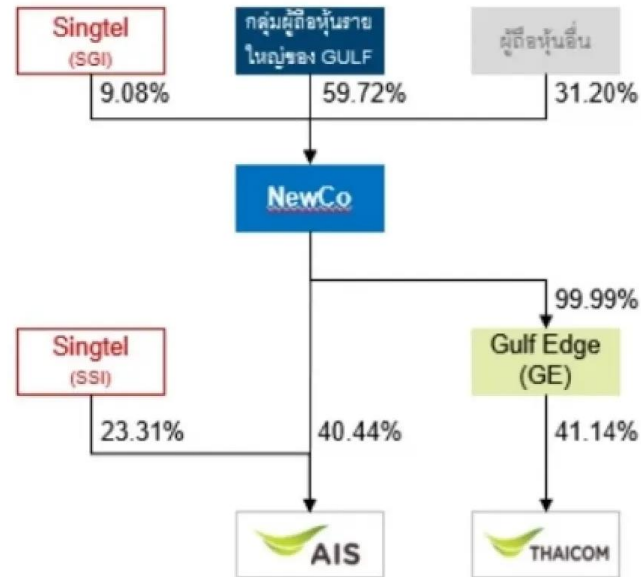 Singtel
(SGI)
กลุ่มผู้ถือหุ้นราย
ใหญ่ของ GULF
ผู้ถือหุ้นอื่น
9.08%
59.72%
31.20%
NewCo
99.99%
Singtel
(SSI)
Gulf Edge
(GE)
23.31%
40.44%
41.14%
AIS
THAICOM